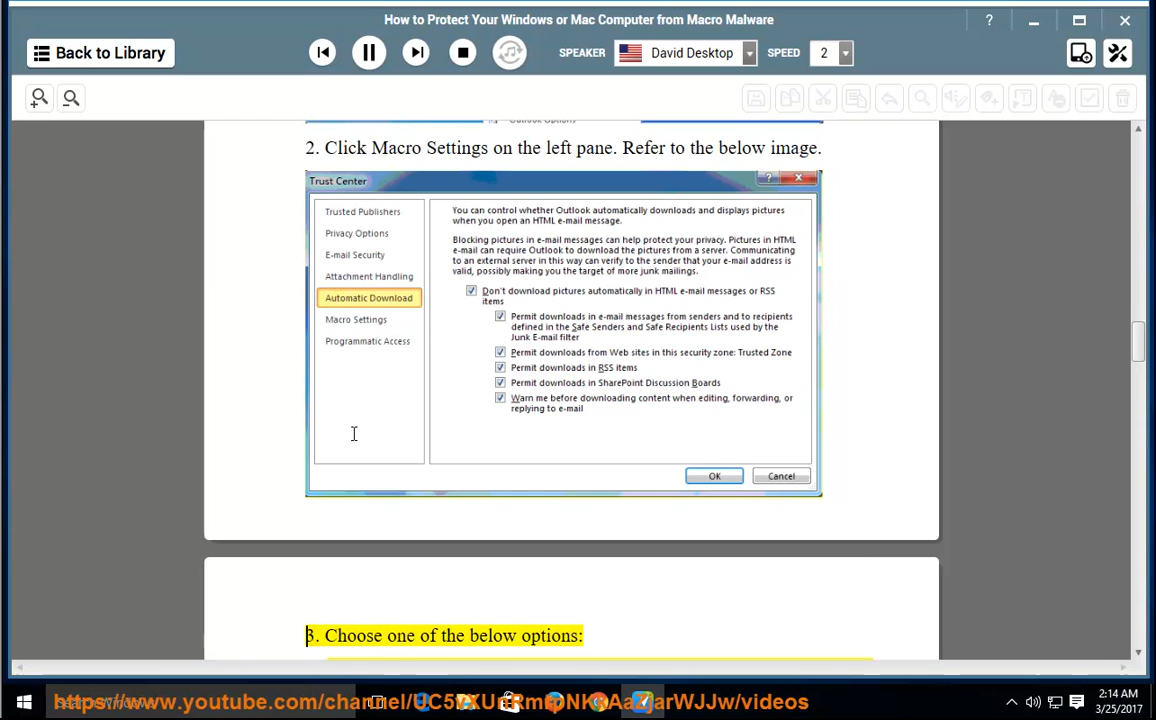 How to Protect Your Windows or Mac Computer from Macro Malware
?
Back to Library
SPEAKER
David Desktop
SPEED
2
2. Click Macro Settings on the left pane. Refer to the below image.
Trust Center
Trusted Publishers
Privacy Options
E-mail Security
Attachment Handling
Automatic Download
Macro Settings
Programmatic Access
You can control whether Outlook automatically downloads and displays pictures
when you open an HTML e-mail message.
Blocking pictures in e-mail messages can help protect your privacy. Pictures in HTML
e-mail can require Outlook to download the pictures from a server. Communicating
to an external server in this way can verify to the sender that your e-mail address is
valid, possibly making you the target of more junk mailings.
Don't download pictures automatically in HTML e-mail messages or RSS
items
Permit downloads in e-mail messages from senders and to recipients
defined in the Safe Senders and Safe Recipients Lists used by the
Junk E-mail filter
Permit downloads from Web sites in this security zone: Trusted Zone
Permit downloads in RSS items
Permit downloads in SharePoint Discussion Boards
Warn me before downloading content when editing, forwarding, or
replying to e-mail
OK
Cancel
3. Choose one of the below options:
2:14 AM
3/25/2017